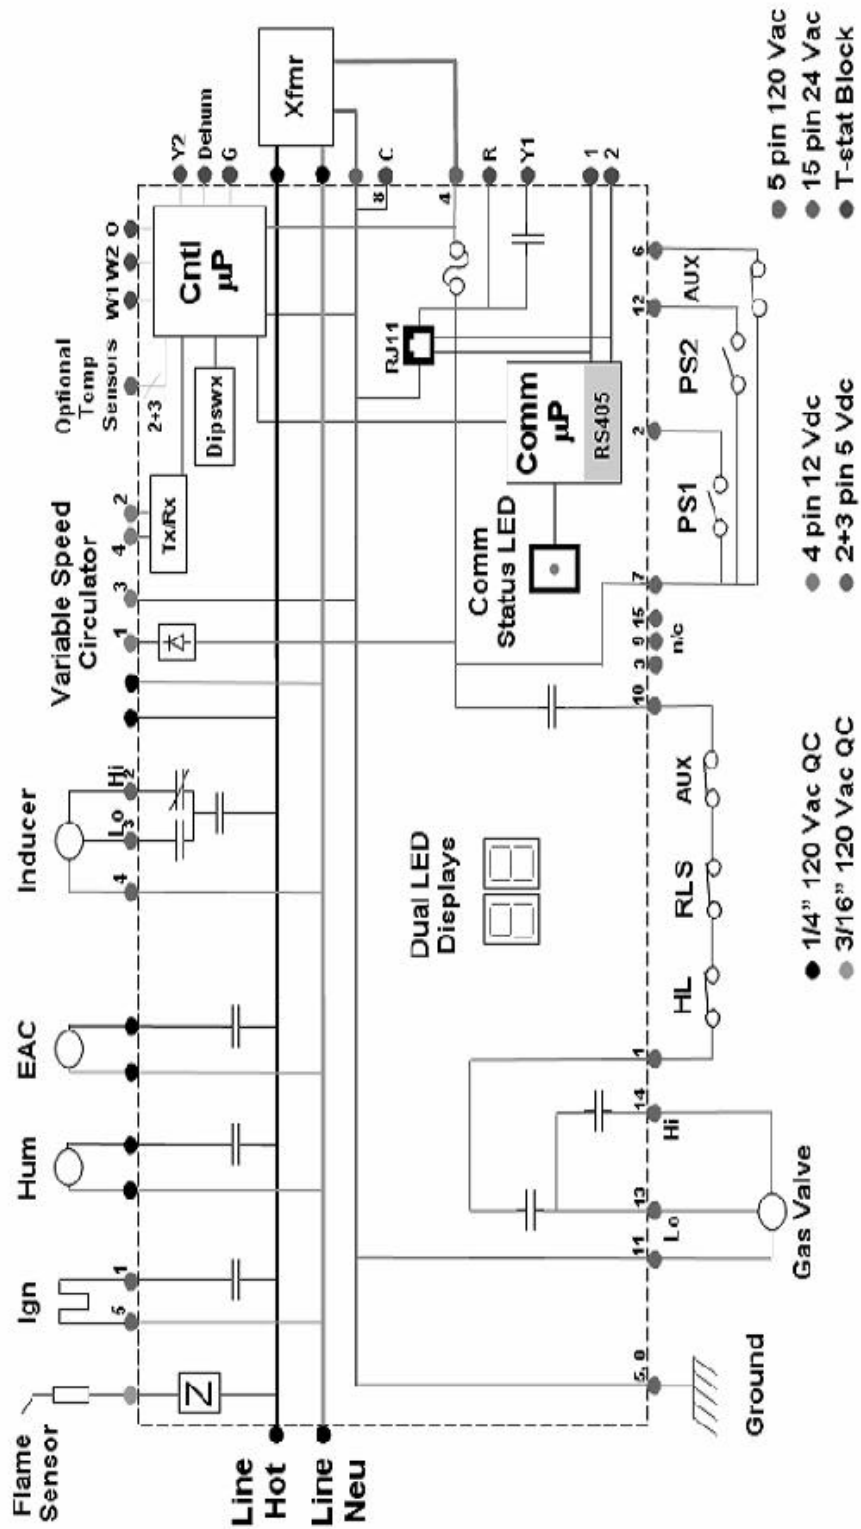 Flame
Sensor
Ign
Hum
EAC
Inducer
Variable Speed
Circulator
Optional
Temp
Sensors
W1 W2 O
5
1
4
Lo
3
Hi
2
1
3
4
2
2+3
Z
Tx/Rx
Dipswx
Cntl
µP
Y2
Dehum
G
Xfmr
Line
Hot
Line
Neu
8
C
4
R
Y1
1
2
RJ11
Comm
µP
RS405
Comm
Status LED
Dual LED
Displays
5, 8
11
13
Lo
14
Hi
1
10
3
9
15
n/c
7
2
12
6
Ground
Gas Valve
HL
RLS
AUX
PS1
PS2
AUX
1/4” 120 Vac QC
3/16” 120 Vac QC
4 pin 12 Vdc
2+3 pin 5 Vdc
5 pin 120 Vac
15 pin 24 Vac
T-stat Block